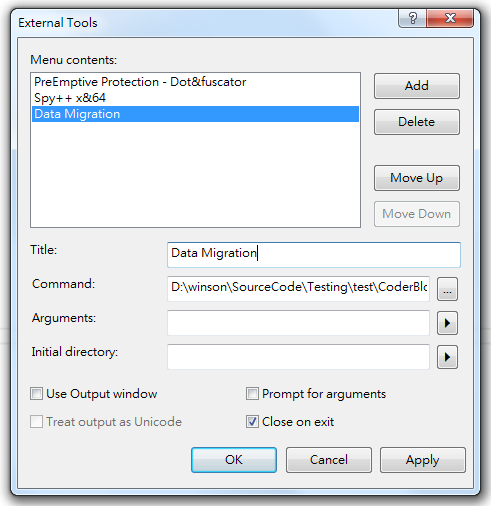 External Tools
Menu contents:
PreEmptive Protection - Dot&fuscator
Spy++ x&64
Data Migration
Add
Delete
Move Up
Move Down
Title:
Data Migration
Command:
D:\winson\SourceCode\Testing\test\CoderBlo
...
Arguments:
Initial directory:
Use Output window
Prompt for arguments
Treat output as Unicode
Close on exit
OK
Cancel
Apply